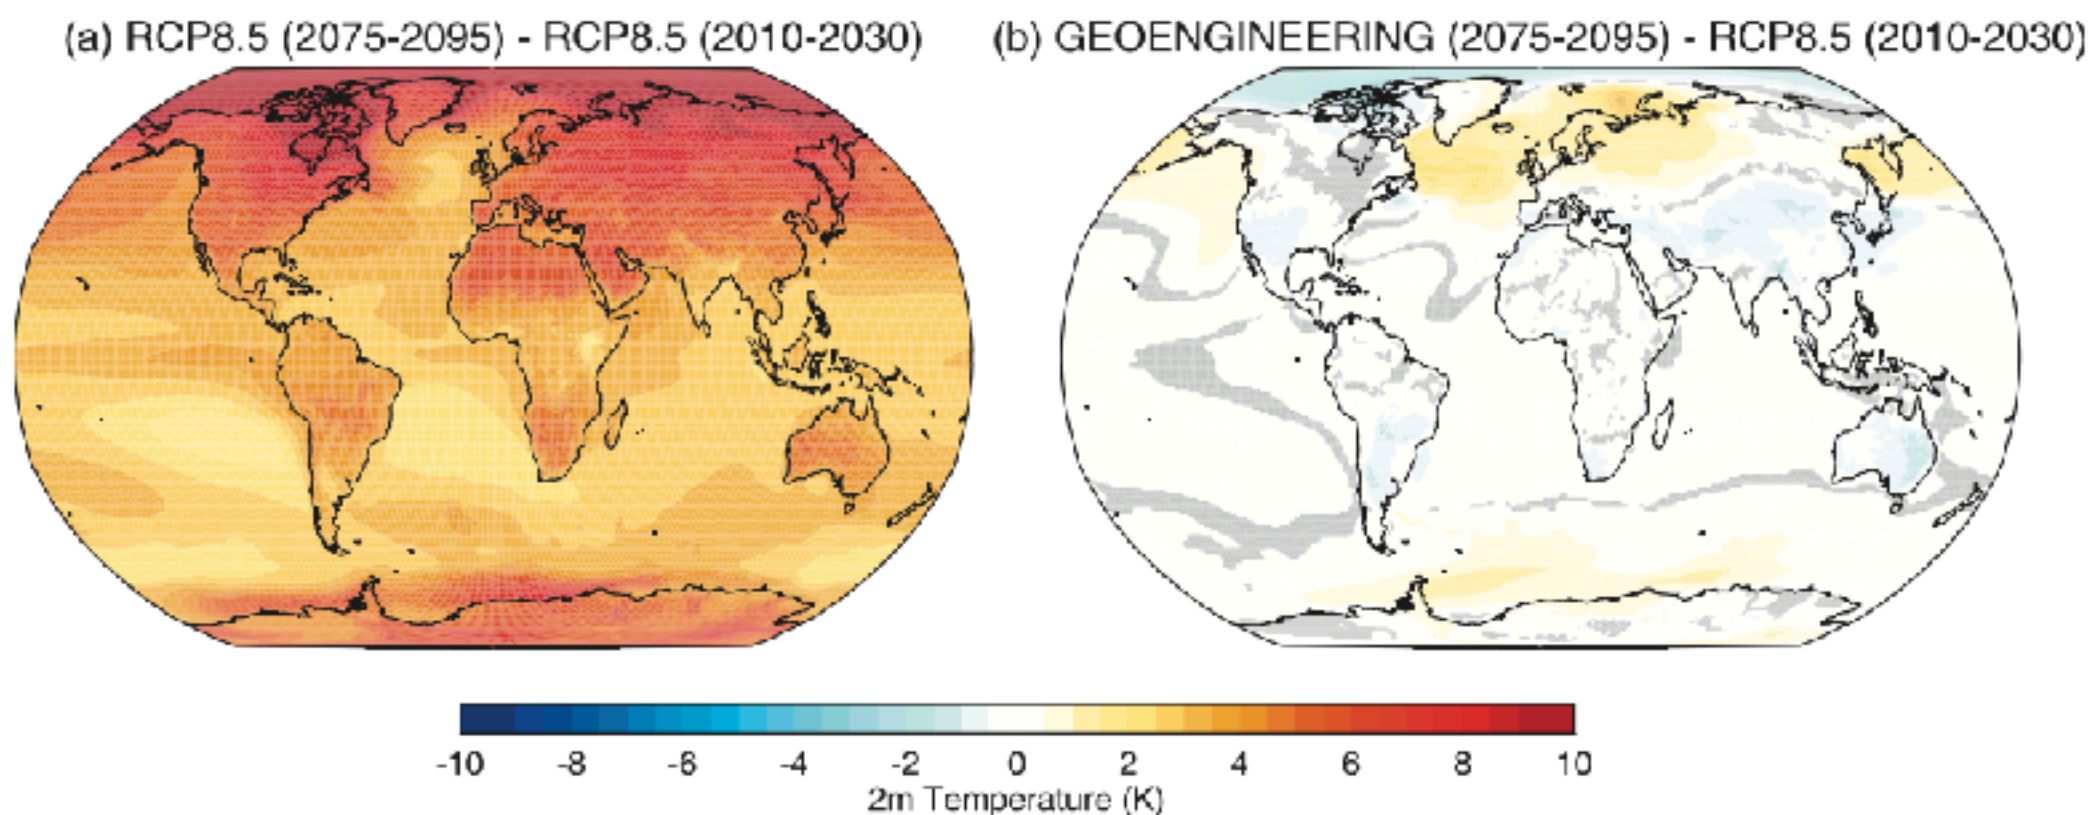 (a) RCP8.5 (2075-2095) - RCP8.5 (2010-2030)
(b) GEOENGINEERING (2075-2095) - RCP8.5 (2010-2030)
-10 -8 -6 -4 -2 0 2 4 6 8 10
2m Temperature (K)